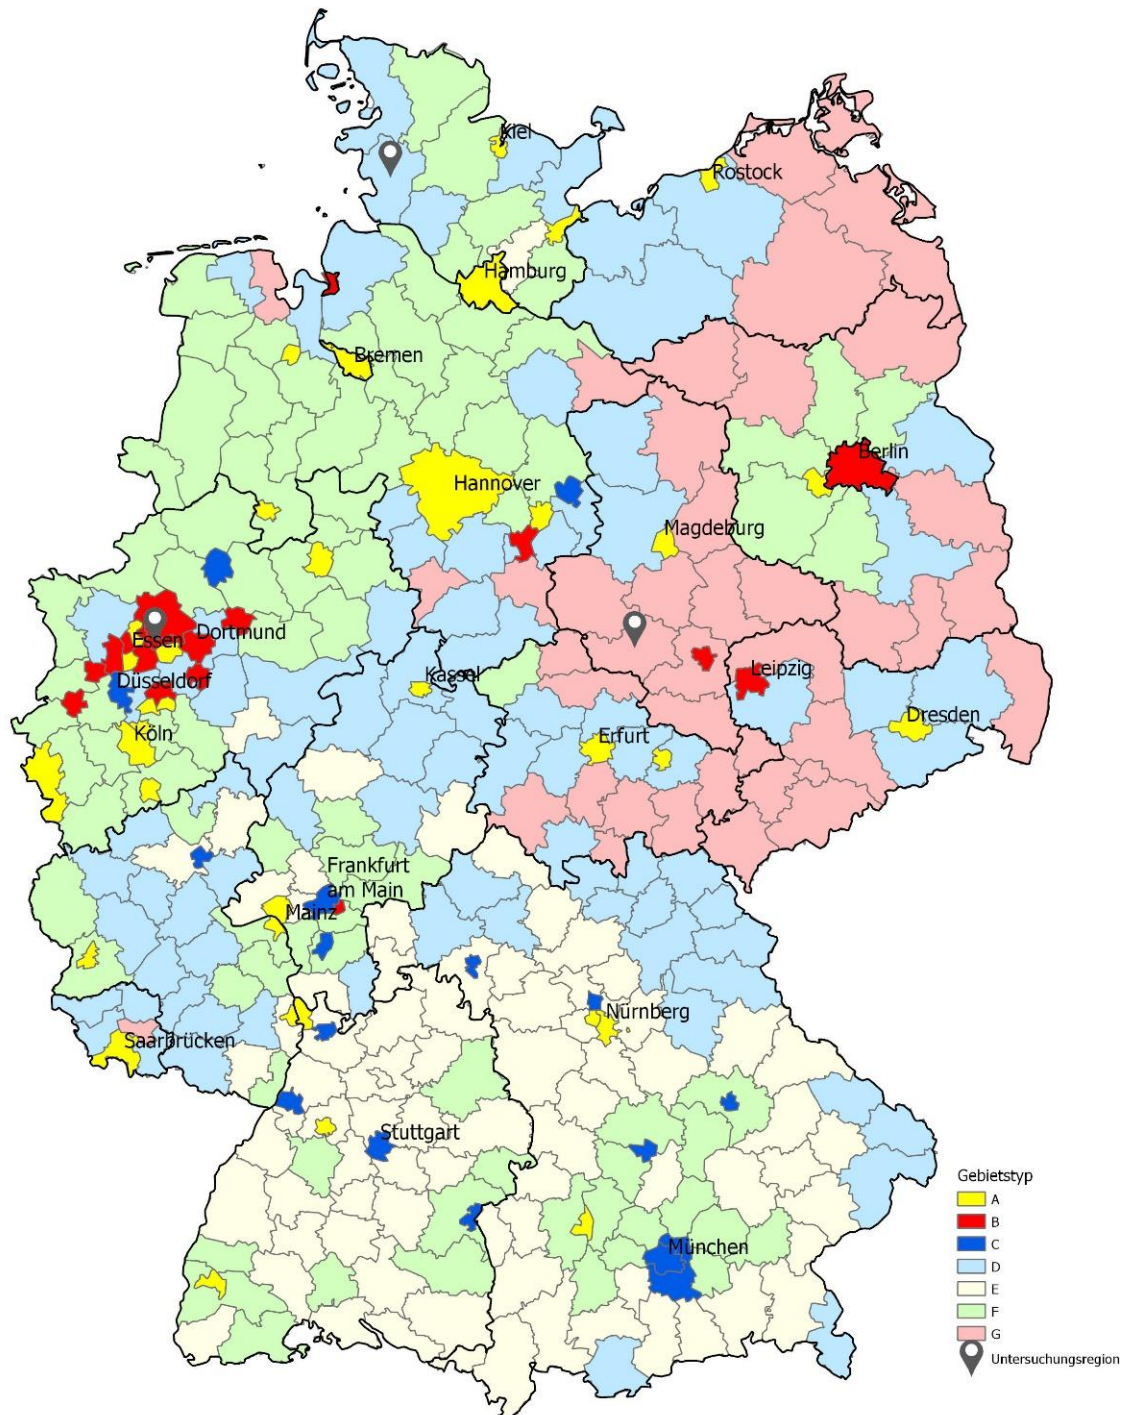 Kiel
Rostock
Hamburg
Bremen
Berlin
Hannover
Magdeburg
Essen
Dortmund
Düsseldorf
Leipzig
Kassel
Dresden
Köln
Erfurt
Frankfurt
am Main
Mainz
Nürnberg
Saarbrücken
Stuttgart
München
Gebietstyp
A
B
C
D
E
F
G
Untersuchungsregion